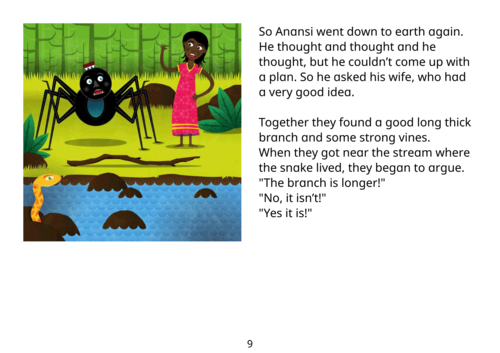 So Anansi went down to earth again.
He thought and thought and he
thought, but he couldn’t come up with
a plan. So he asked his wife, who had
a very good idea.
Together they found a good long thick
branch and some strong vines.
When they got near the stream where
the snake lived, they began to argue.
"The branch is longer!"
"No, it isn’t!"
"Yes it is!"
9